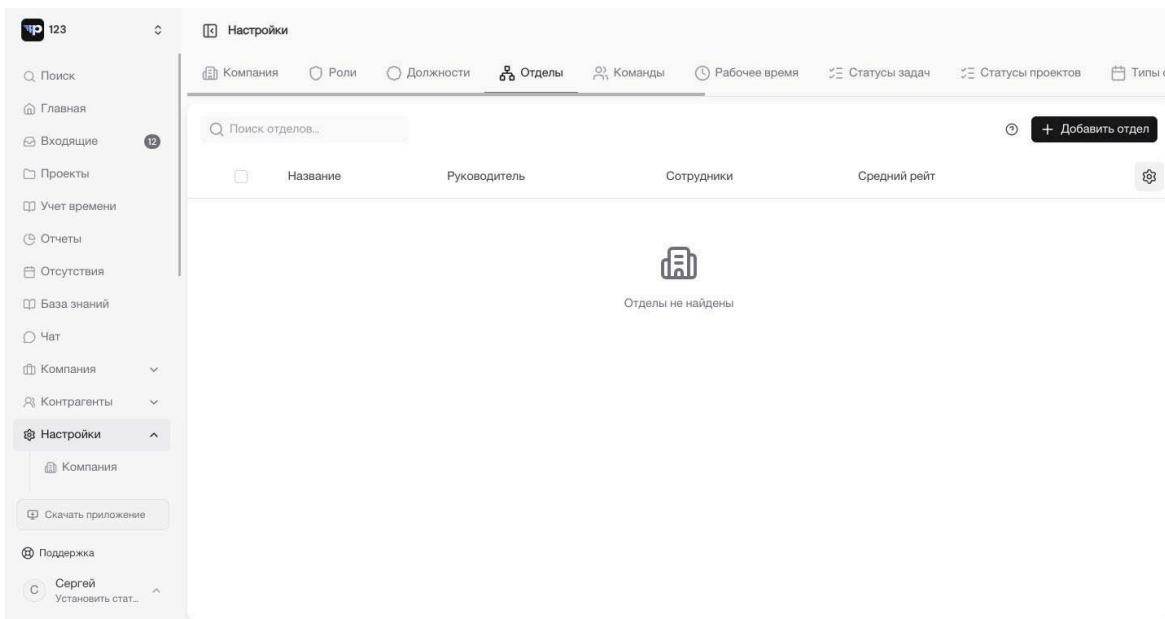 123
Настройки
Поиск
Главная
Входящие 12
Проекты
Учет времени
Отчеты
Отсутствия
База знаний
Чат
Компания
Контрагенты
Настройки
Компания
Скачать приложение
Поддержка
С
Сергей
Установить стат...
Компания Роли Должности Отделы Команды Рабочее время Статусы задач Статусы проектов Типы
Поиск отделов...
+ Добавить отдел
Название Руководитель Сотрудники Средний рейт
Отделы не найдены